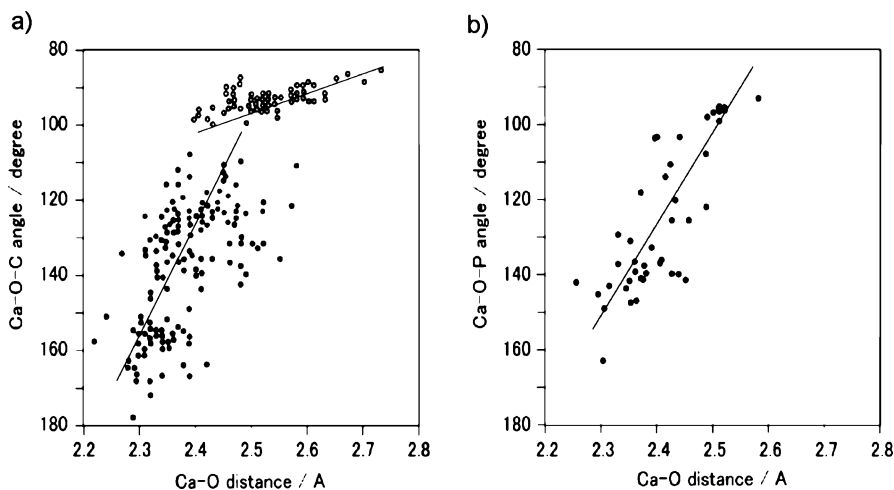 a)
80
100
120
140
160
180
Ca-O-C angle / degree
2.2 2.3 2.4 2.5 2.6 2.7 2.8
Ca-O distance / A
b)
80
100
120
140
160
180
Ca-O-P angle / degree
2.2 2.3 2.4 2.5 2.6 2.7 2.8
Ca-O distance / A